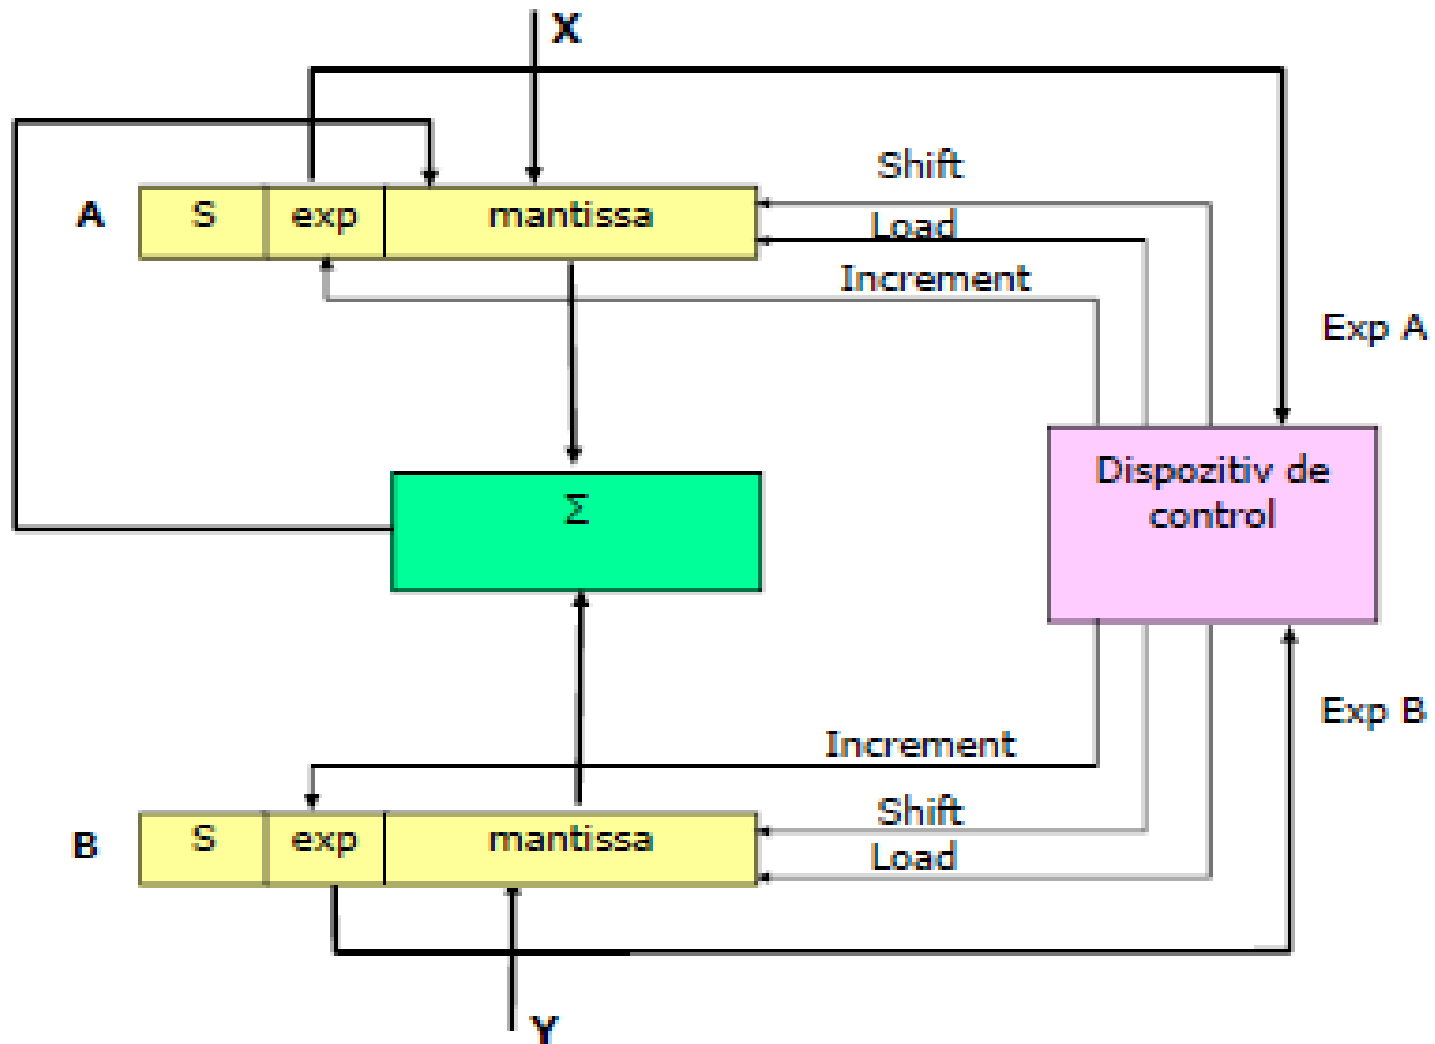 X
Shift
A
S
exp
mantissa
Load
Increment
Exp A
Dispozitiv de
control
Σ
Exp B
Increment
B
S
exp
mantissa
Shift
Load
Y